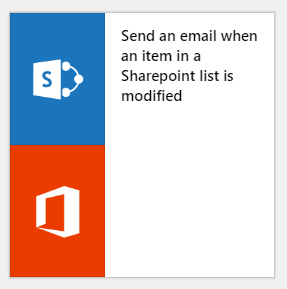 S
Send an email when
an item in a
Sharepoint list is
modified